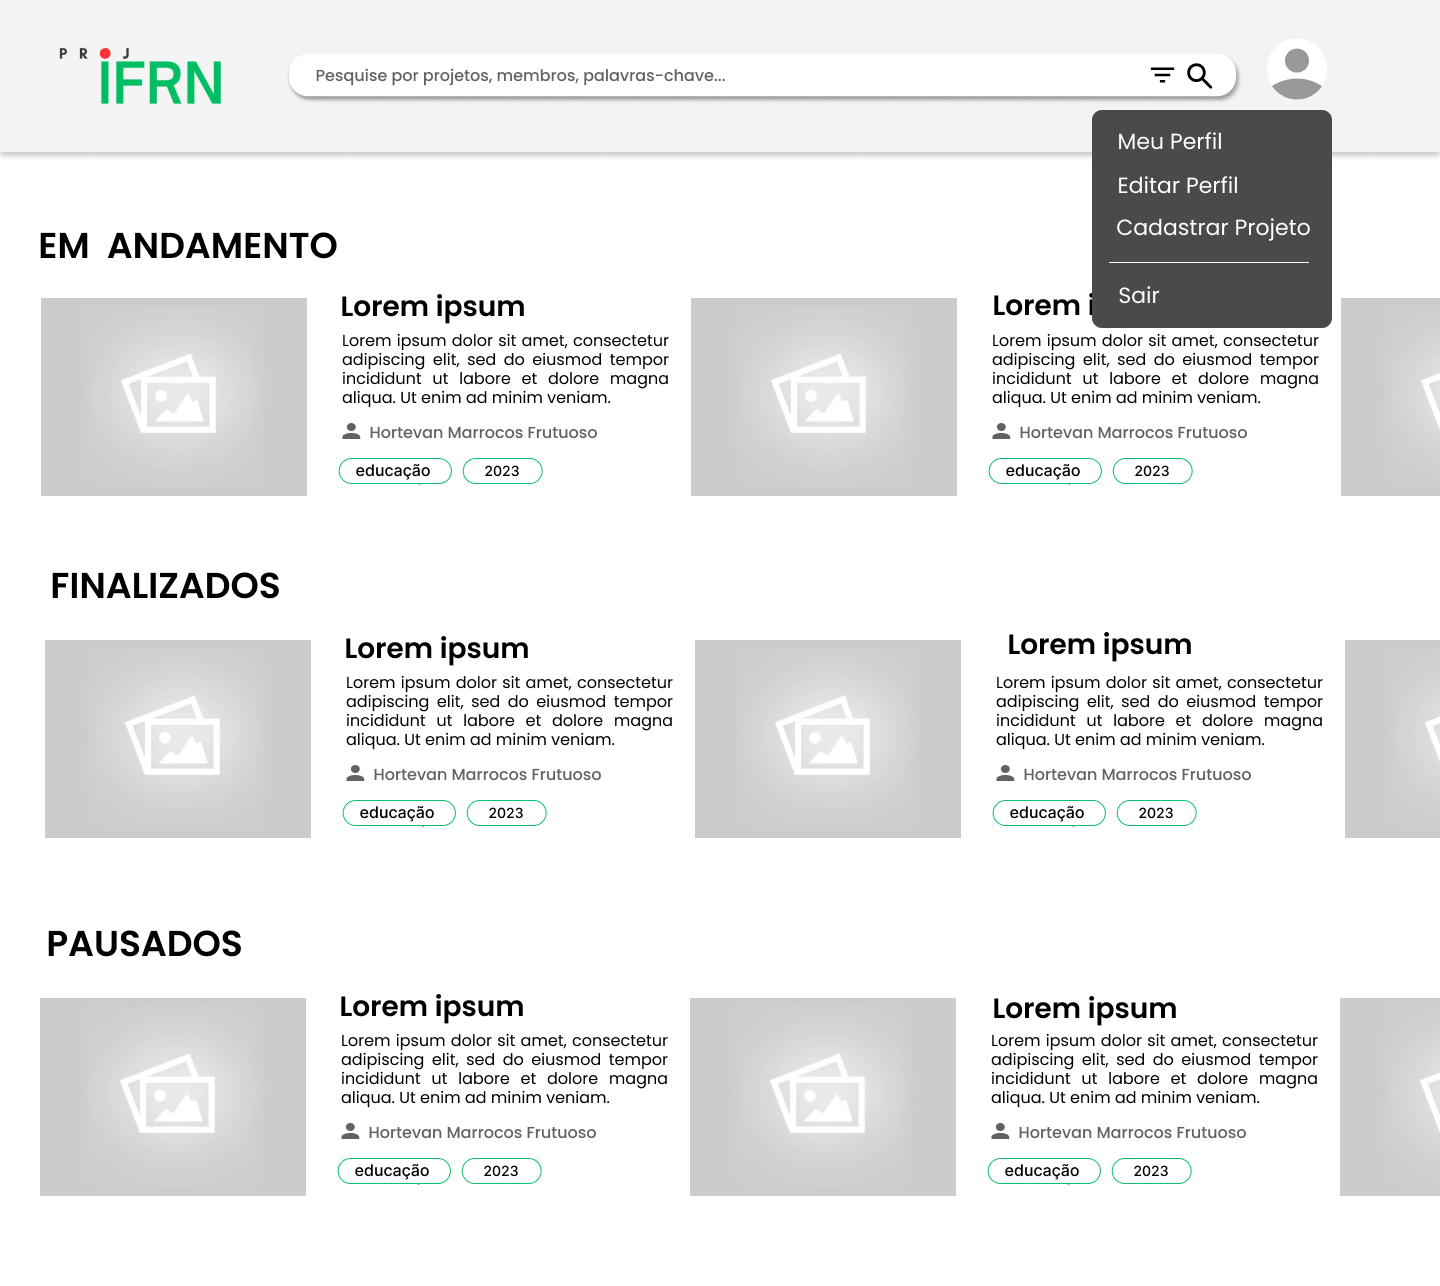 PROJ
IFRN
Pesquise por projetos, membros, palavras-chave...
Meu Perfil
Editar Perfil
Cadastrar Projeto
Sair
EM ANDAMENTO
Lorem ipsum
Lorem ipsum dolor sit amet, consectetur
adipiscing elit, sed do eiusmod tempor
incididunt ut labore et dolore magna
aliqua. Ut enim ad minim veniam.
Hortevan Marrocos Frutuoso
educação 2023
Lorem i
Lorem ipsum dolor sit amet, consectetur
adipiscing elit, sed do eiusmod tempor
incididunt ut labore et dolore magna
aliqua. Ut enim ad minim veniam.
Hortevan Marrocos Frutuoso
educação 2023
FINALIZADOS
Lorem ipsum
Lorem ipsum dolor sit amet, consectetur
adipiscing elit, sed do eiusmod tempor
incididunt ut labore et dolore magna
aliqua. Ut enim ad minim veniam.
Hortevan Marrocos Frutuoso
educação 2023
Lorem ipsum
Lorem ipsum dolor sit amet, consectetur
adipiscing elit, sed do eiusmod tempor
incididunt ut labore et dolore magna
aliqua. Ut enim ad minim veniam.
Hortevan Marrocos Frutuoso
educação 2023
PAUSADOS
Lorem ipsum
Lorem ipsum dolor sit amet, consectetur
adipiscing elit, sed do eiusmod tempor
incididunt ut labore et dolore magna
aliqua. Ut enim ad minim veniam.
Hortevan Marrocos Frutuoso
educação 2023
Lorem ipsum
Lorem ipsum dolor sit amet, consectetur
adipiscing elit, sed do eiusmod tempor
incididunt ut labore et dolore magna
aliqua. Ut enim ad minim veniam.
Hortevan Marrocos Frutuoso
educação 2023